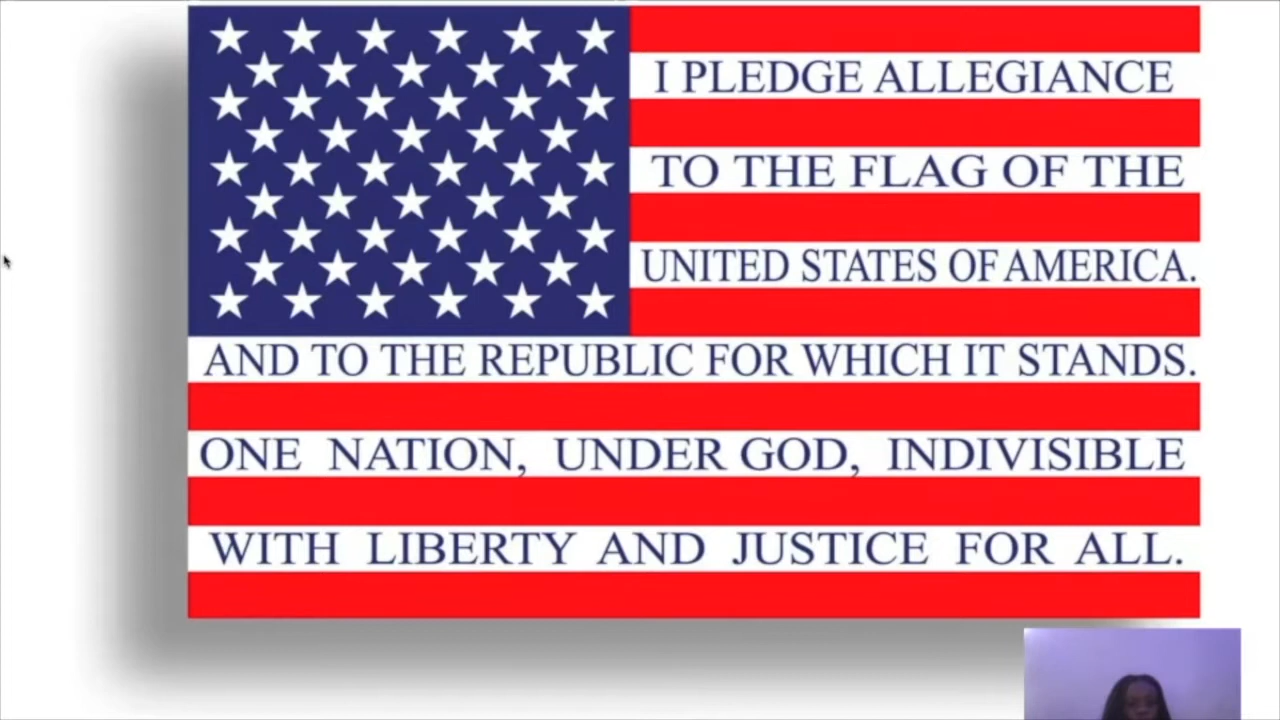 I PLEDGE ALLEGIANCE
TO THE FLAG OF THE
UNITED STATES OF AMERICA.
AND TO THE REPUBLIC FOR WHICH IT STANDS.
ONE NATION, UNDER GOD, INDIVISIBLE
WITH LIBERTY AND JUSTICE FOR ALL.